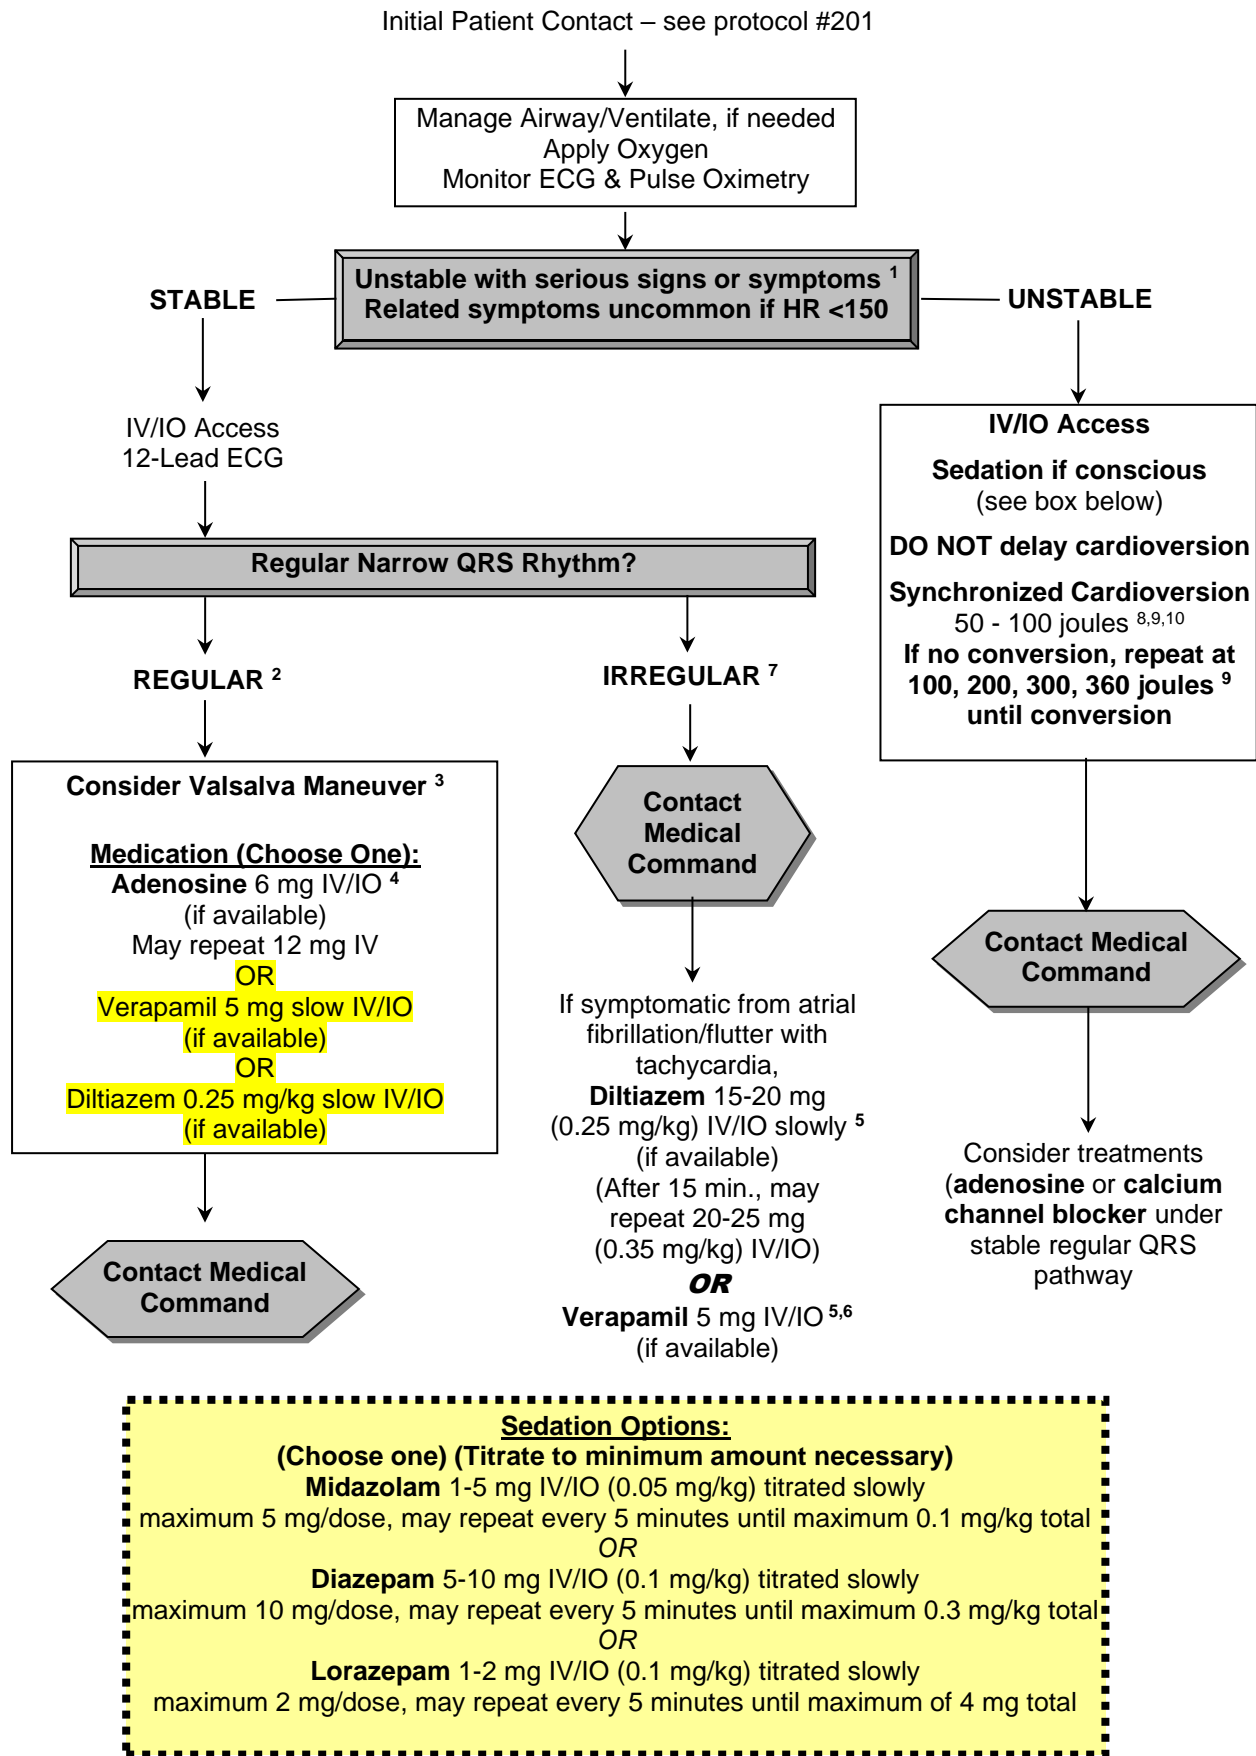 Initial Patient Contact – see protocol #201
Manage Airway/Ventilate, if needed
Apply Oxygen
Monitor ECG & Pulse Oximetry
Unstable with serious signs or symptoms ¹
Related symptoms uncommon if HR <150
STABLE
UNSTABLE
IV/IO Access
12-Lead ECG
Regular Narrow QRS Rhythm?
REGULAR ²
Consider Valsalva Maneuver ³
Medication (Choose One):
Adenosine 6 mg IV/IO ⁴
(if available)
May repeat 12 mg IV
OR
Verapamil 5 mg slow IV/IO
(if available)
OR
Diltiazem 0.25 mg/kg slow IV/IO
(if available)
Contact Medical
Command
IRREGULAR ⁷
Contact
Medical
Command
If symptomatic from atrial
fibrillation/flutter with
tachycardia,
Diltiazem 15-20 mg
(0.25 mg/kg) IV/IO slowly ⁵
(if available)
(After 15 min., may
repeat 20-25 mg
(0.35 mg/kg) IV/IO)
OR
Verapamil 5 mg IV/IO ⁵,⁶
(if available)
IV/IO Access
Sedation if conscious
(see box below)
DO NOT delay cardioversion
Synchronized Cardioversion
50 - 100 joules ⁸,⁹,¹⁰
If no conversion, repeat at
100, 200, 300, 360 joules ⁹
until conversion
Contact Medical
Command
Consider treatments
(adenosine or calcium
channel blocker under
stable regular QRS
pathway
Sedation Options:
(Choose one) (Titrate to minimum amount necessary)
Midazolam 1-5 mg IV/IO (0.05 mg/kg) titrated slowly
maximum 5 mg/dose, may repeat every 5 minutes until maximum 0.1 mg/kg total
OR
Diazepam 5-10 mg IV/IO (0.1 mg/kg) titrated slowly
maximum 10 mg/dose, may repeat every 5 minutes until maximum 0.3 mg/kg total
OR
Lorazepam 1-2 mg IV/IO (0.1 mg/kg) titrated slowly
maximum 2 mg/dose, may repeat every 5 minutes until maximum of 4 mg total